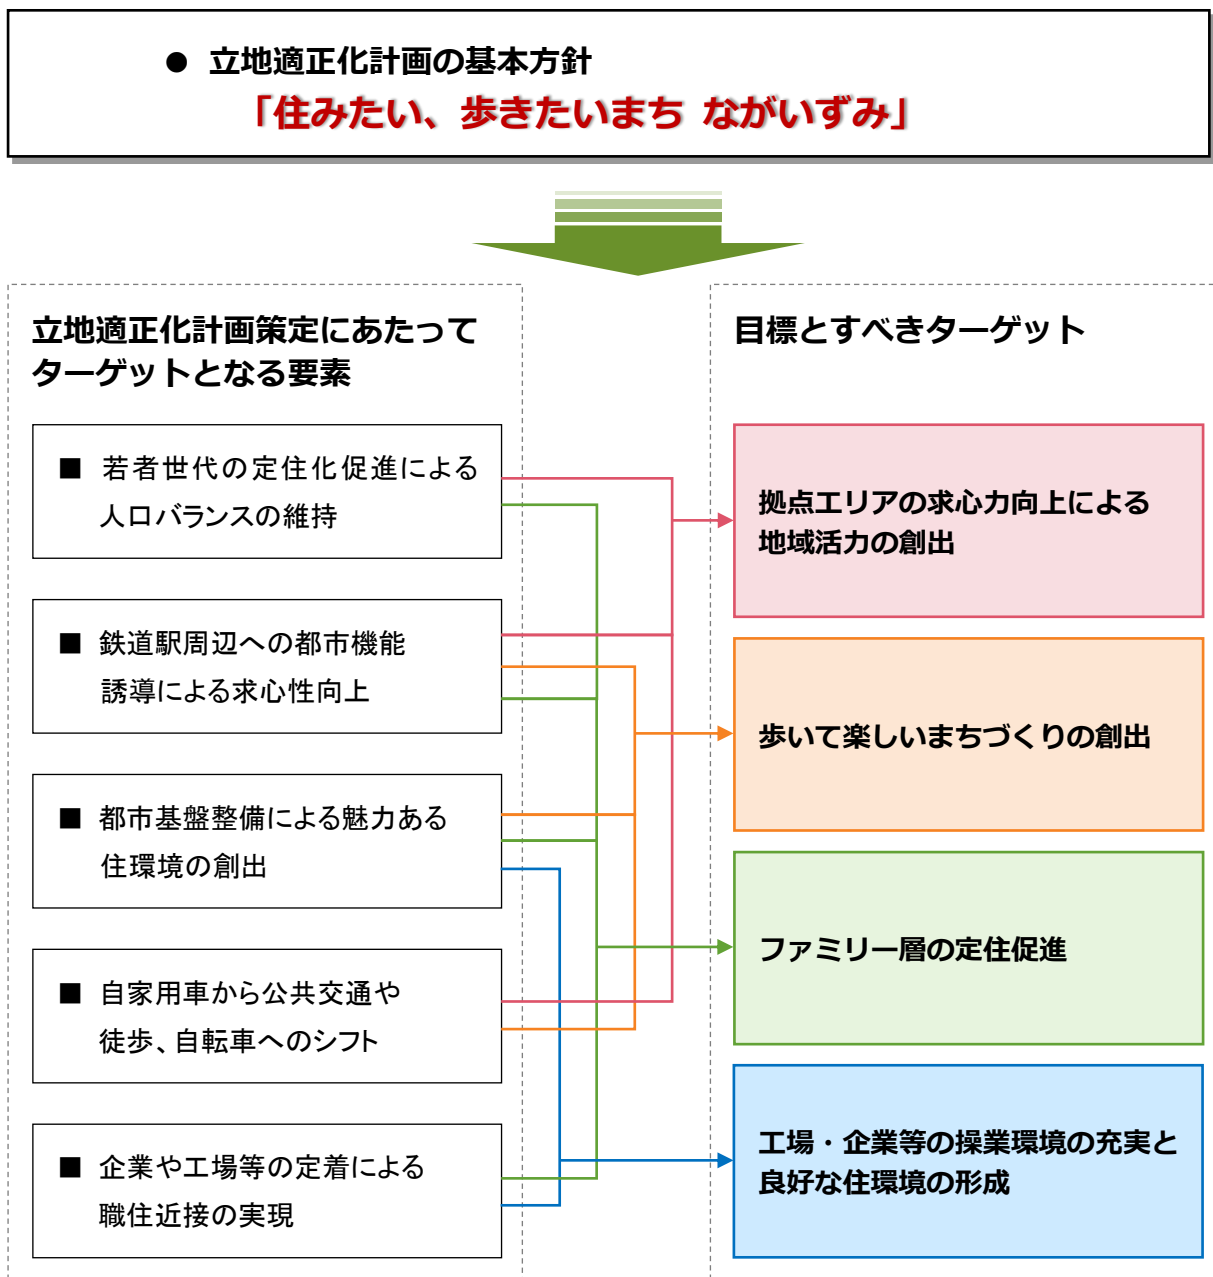 ● 立地適正化計画の基本方針
「住みたい、歩きたいまち ながいずみ」
立地適正化計画策定にあたって
ターゲットとなる要素
■ 若者世代の定住化促進による
人口バランスの維持
■ 鉄道駅周辺への都市機能
誘導による求心性向上
■ 都市基盤整備による魅力ある
住環境の創出
■ 自家用車から公共交通や
徒歩、自転車へのシフト
■ 企業や工場等の定着による
職住近接の実現
目標とすべきターゲット
拠点エリアの求心力向上による
地域活力の創出
歩いて楽しいまちづくりの創出
ファミリー層の定住促進
工場・企業等の操業環境の充実と
良好な住環境の形成